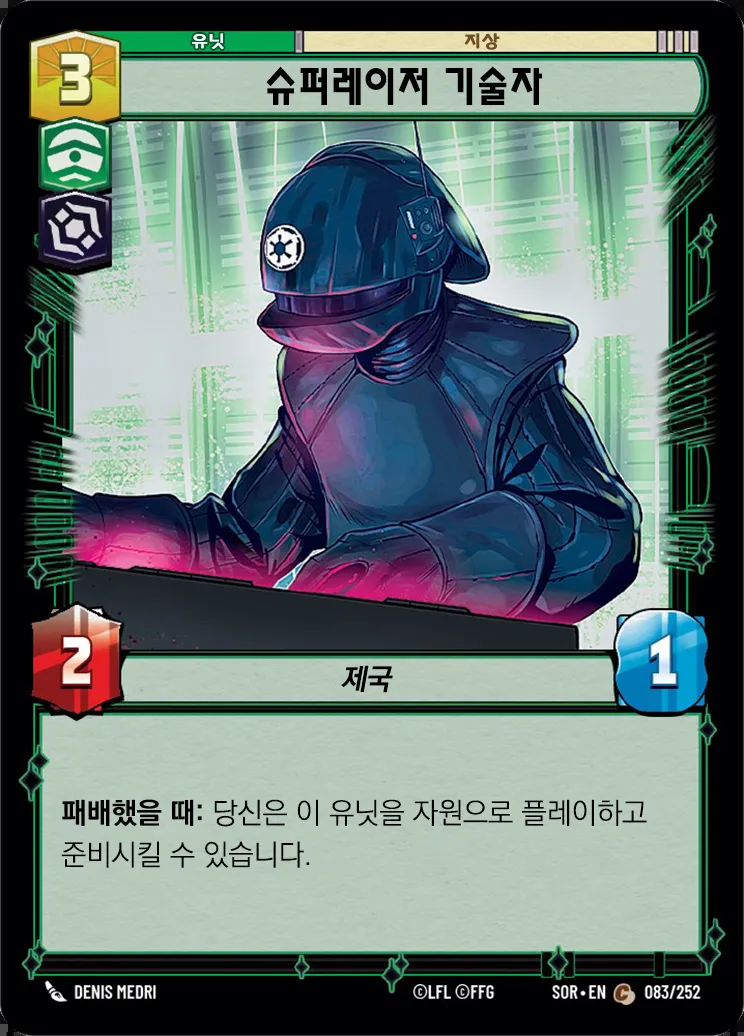 유닛
지상
3
슈퍼레이저 기술자
2
제국
1
패배했을 때: 당신은 이 유닛을 자원으로 플레이하고
준비시킬 수 있습니다.
DENIS MEDRI
©LFL ©FFG
SOR • EN C 083/252